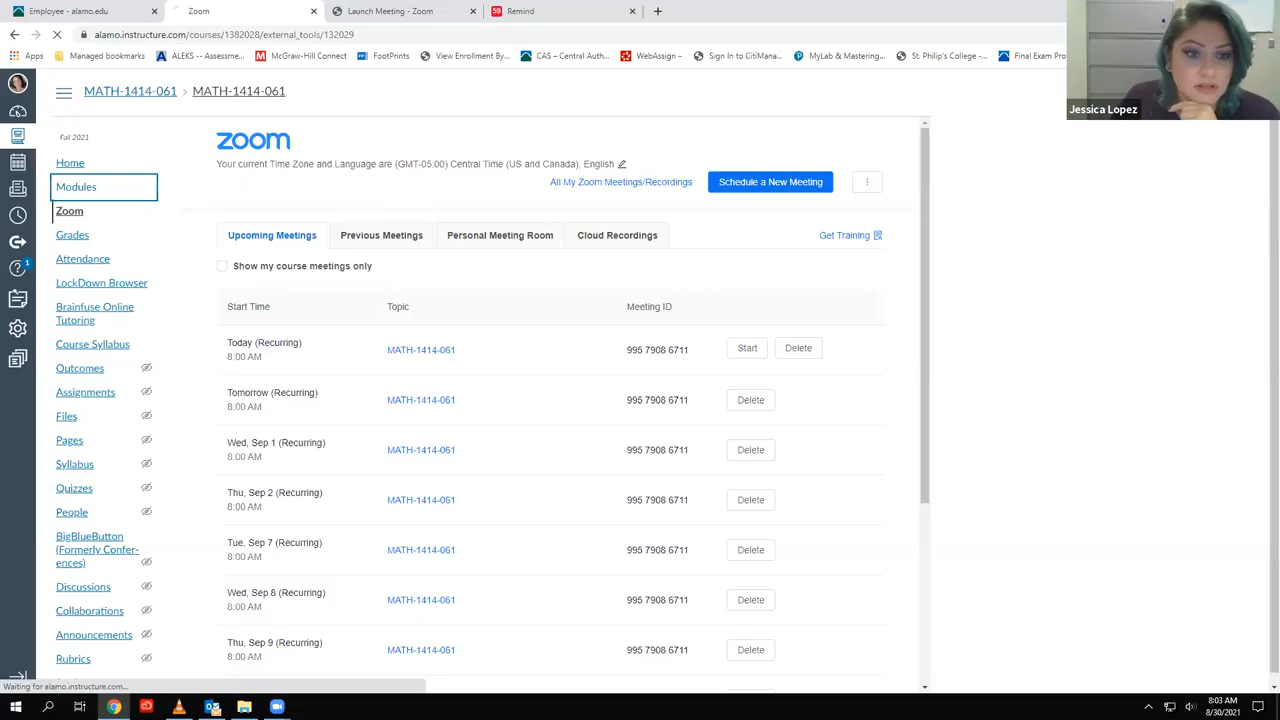 Employee - alamo.edu
Zoom
Launch Meeting - Zoom
59
Remind
alamo.instructure.com/courses/1382028/external_tools/132029
Apps
Managed bookmarks
ALEKS -- Assessme...
McGraw-Hill Connect
FootPrints
View Enrollment By...
CAS – Central Auth...
WebAssign –
Sign In to CitiMana...
MyLab & Mastering...
St. Philip's College -...
Final Exam Pro
Jessica Lopez
MATH-1414-061 › MATH-1414-061
Fall 2021
Home
Modules
Zoom
Grades
Attendance
LockDown Browser
Brainfuse Online
Tutoring
Course Syllabus
Outcomes
Assignments
Files
Pages
Syllabus
Quizzes
People
BigBlueButton
(Formerly Confer-
ences)
Discussions
Collaborations
Announcements
Rubrics
1
zoom
Your current Time Zone and Language are (GMT-05:00) Central Time (US and Canada), English
All My Zoom Meetings/Recordings
Schedule a New Meeting
Upcoming Meetings
Previous Meetings
Personal Meeting Room
Cloud Recordings
Get Training
Show my course meetings only
Start Time
Topic
Meeting ID
Today (Recurring)
8:00 AM
MATH-1414-061
995 7908 6711
Start
Delete
Tomorrow (Recurring)
8:00 AM
MATH-1414-061
995 7908 6711
Delete
Wed, Sep 1 (Recurring)
8:00 AM
MATH-1414-061
995 7908 6711
Delete
Thu, Sep 2 (Recurring)
8:00 AM
MATH-1414-061
995 7908 6711
Delete
Tue, Sep 7 (Recurring)
8:00 AM
MATH-1414-061
995 7908 6711
Delete
Wed, Sep 8 (Recurring)
8:00 AM
MATH-1414-061
995 7908 6711
Delete
Thu, Sep 9 (Recurring)
8:00 AM
MATH-1414-061
995 7908 6711
Delete
Waiting for alamo.instructure.com...
8:03 AM
8/30/2021